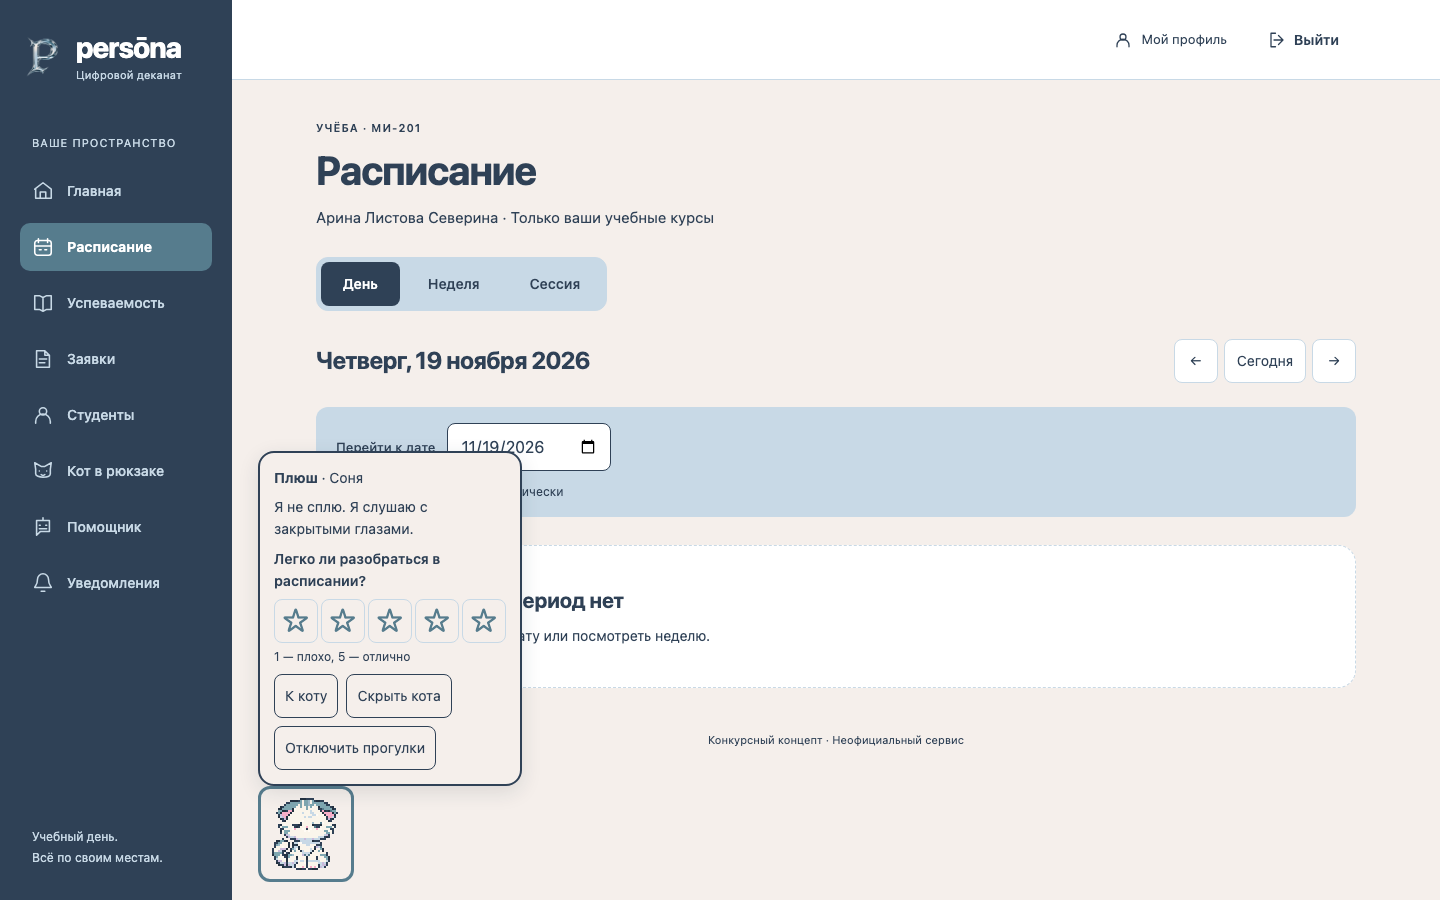 persōna
Цифровой деканат
ВАШЕ ПРОСТРАНСТВО
Главная
Расписание
Успеваемость
Заявки
Студенты
Кот в рюкзаке
Помощник
Уведомления
Учебный день.
Всё по своим местам.
Мой профиль
Выйти
УЧЁБА · МИ-201
Расписание
Арина Листова Северина · Только ваши учебные курсы
День
Неделя
Сессия
Четверг, 19 ноября 2026
←
Сегодня
→
Перейти к дате
11/19/2026
ически
ериод нет
ату или посмотреть неделю.
Плюш · Соня
Я не сплю. Я слушаю с
закрытыми глазами.
Легко ли разобраться в
расписании?
1 — плохо, 5 — отлично
К коту
Скрыть кота
Отключить прогулки
Конкурсный концепт · Неофициальный сервис